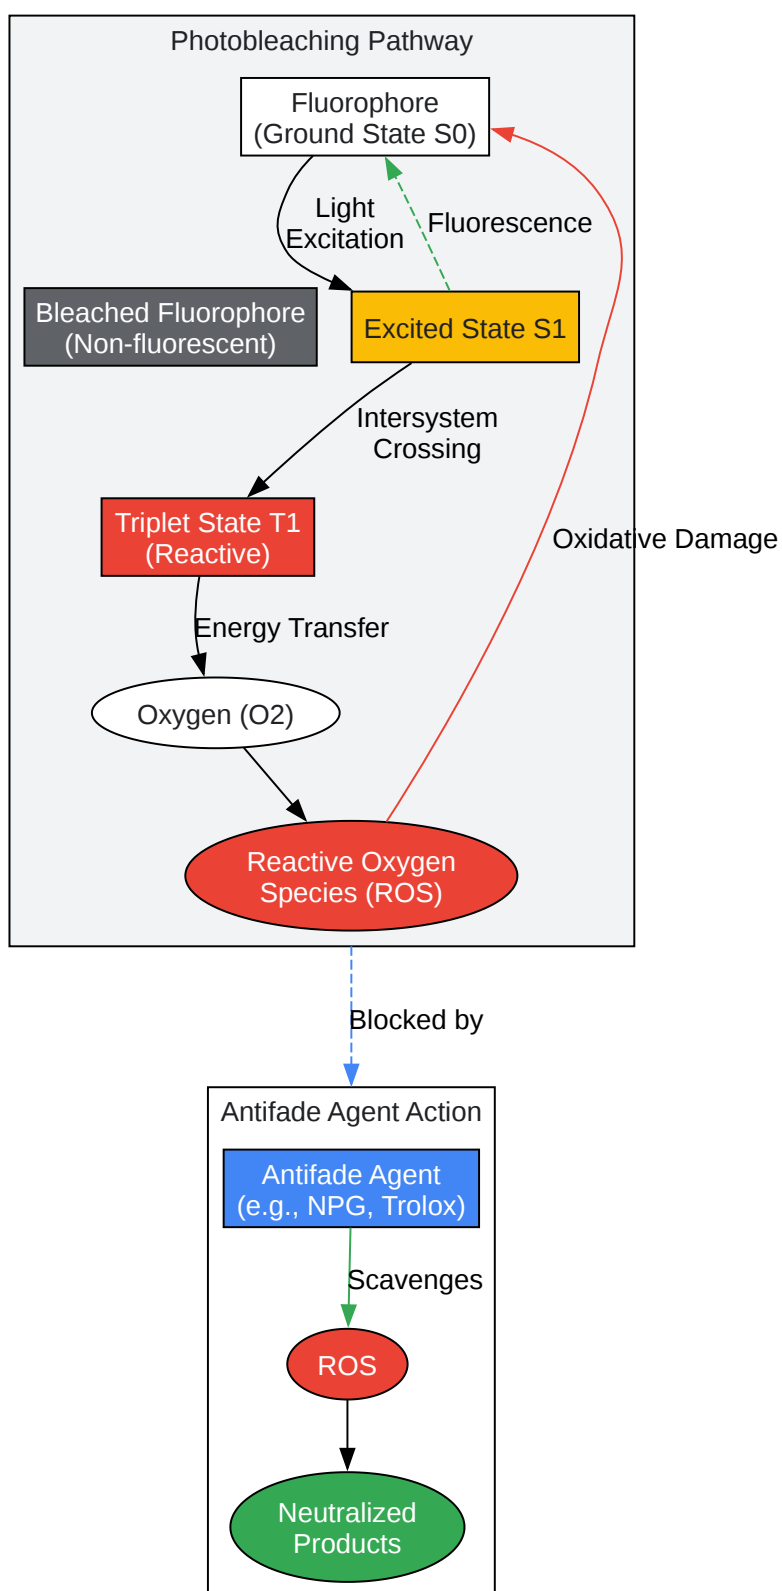 Photobleaching Pathway
Fluorophore
(Ground State S0)
Light
Excitation
Fluorescence
Bleached Fluorophore
(Non-fluorescent)
Excited State S1
Intersystem
Crossing
Triplet State T1
(Reactive)
Oxidative Damage
Energy Transfer
Oxygen (O2)
Reactive Oxygen
Species (ROS)
Blocked by
Antifade Agent Action
Antifade Agent
(e.g., NPG, Trolox)
Scavenges
ROS
Neutralized
Products